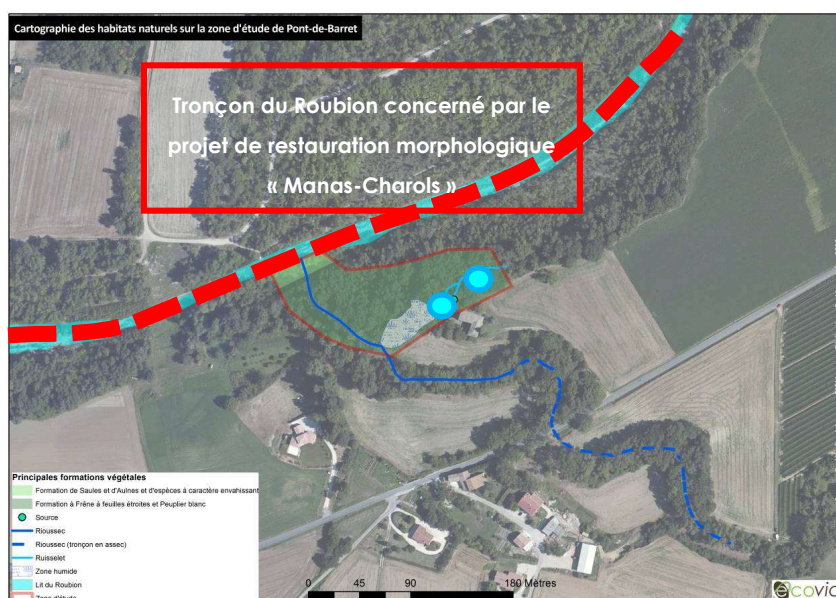 Cartographie des habitats naturels sur la zone d'étude de Pont-de-Barret
Tronçon du Roubion concerné par le
projet de restauration morphologique
« Manas-Charols »
Principales formations végétales
Formation de Saules et d'Aulnes et d'espèces à caractère envahissant
Formation à Frêne à feuilles étroites et Peuplier blanc
Source
Rioussec
Rioussec (tronçon en assec)
Ruisselet
Zone humide
Lit du Roubion
Zone d'étude
0 45 90 180 Mètres
ecovia